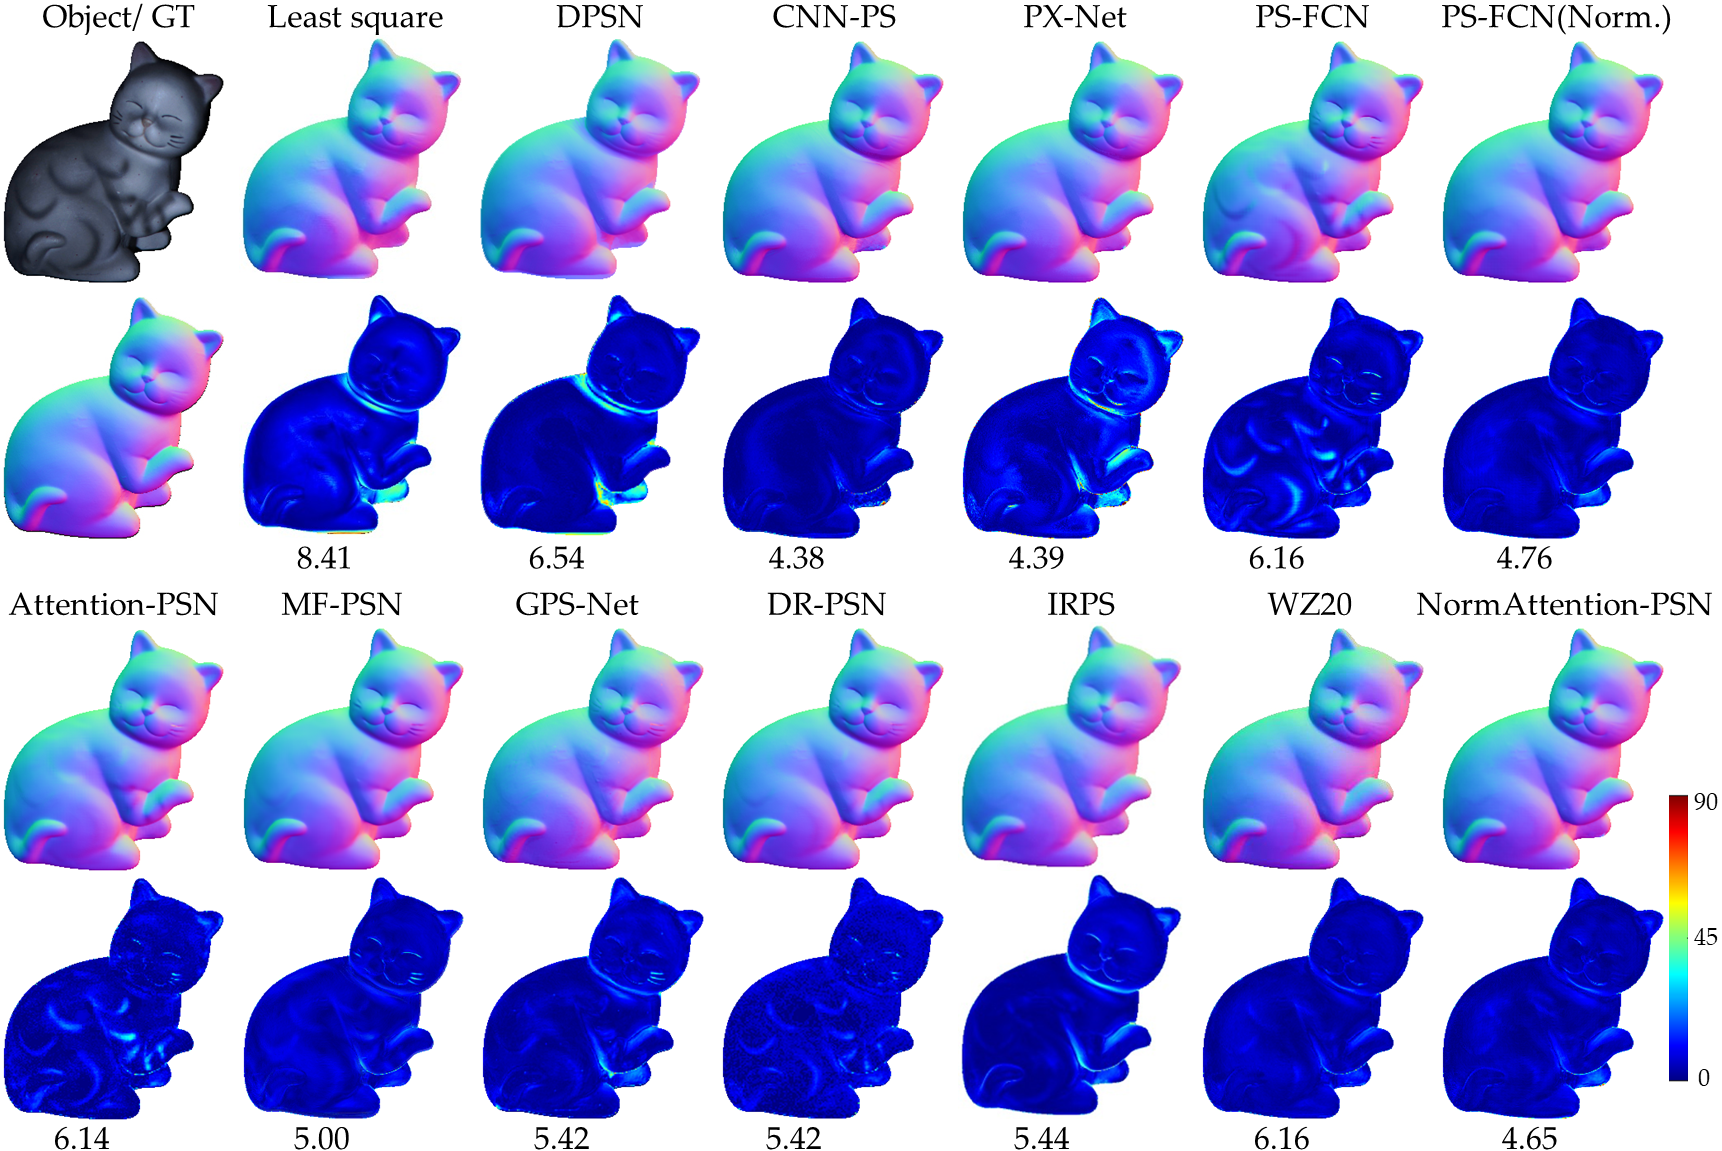 Object/ GT Least square DPSN CNN-PS PX-Net PS-FCN PS-FCN(Norm.)
8.41 6.54 4.38 4.39 6.16 4.76
Attention-PSN MF-PSN GPS-Net DR-PSN IRPS WZ20 NormAttention-PSN
90
45
0
6.14 5.00 5.42 5.42 5.44 6.16 4.65